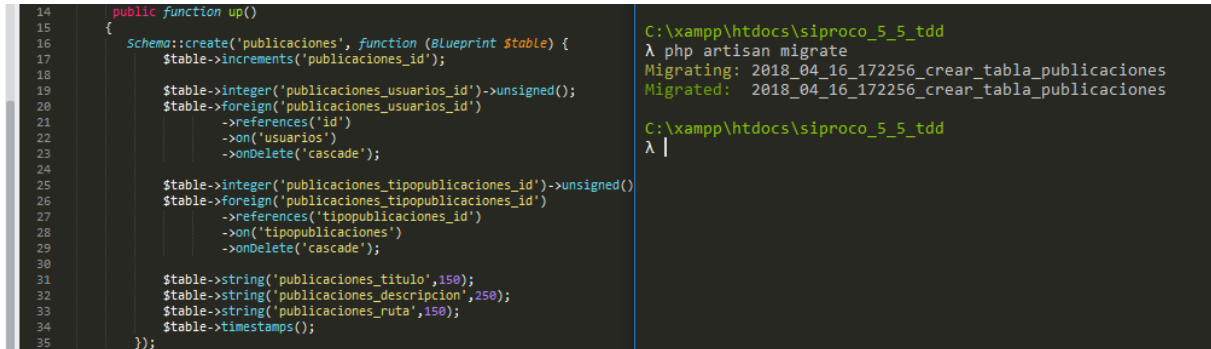 14 public function up()
15 {
16 Schema::create('publicaciones', function (Blueprint $table) {
17 $table->increments('publicaciones_id');
18
19 $table->integer('publicaciones_usuarios_id')->unsigned();
20 $table->foreign('publicaciones_usuarios_id')
21 ->references('id')
22 ->on('usuarios')
23 ->onDelete('cascade');
24
25 $table->integer('publicaciones_tipopublicaciones_id')->unsigned()
26 $table->foreign('publicaciones_tipopublicaciones_id')
27 ->references('tipopublicaciones_id')
28 ->on('tipopublicaciones')
29 ->onDelete('cascade');
30
31 $table->string('publicaciones_titulo',150);
32 $table->string('publicaciones_descripcion',250);
33 $table->string('publicaciones_ruta',150);
34 $table->timestamps();
35 });
C:\xampp\htdocs\siproco_5_5_tdd
λ php artisan migrate
Migrating: 2018_04_16_172256_crear_tabla_publicaciones
Migrated: 2018_04_16_172256_crear_tabla_publicaciones
C:\xampp\htdocs\siproco_5_5_tdd
λ